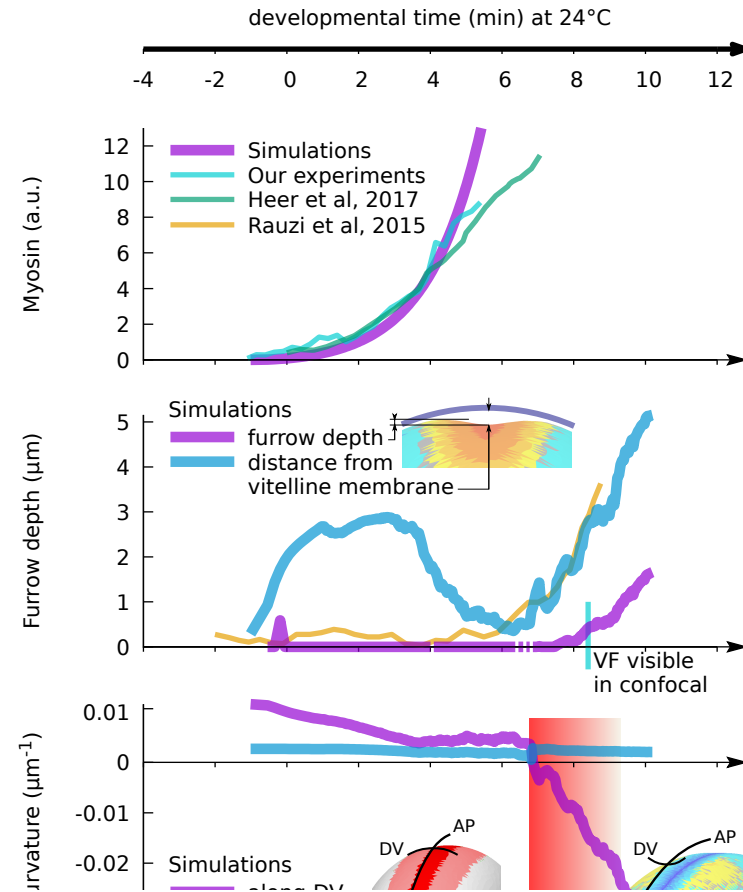 developmental time (min) at 24°C
-4 -2 0 2 4 6 8 10 12
Myosin (a.u.)
12
10
8
6
4
2
0
Simulations
Our experiments
Heer et al, 2017
Rauzi et al, 2015
Furrow depth (µm)
5
4
3
2
1
0
Simulations
furrow depth
distance from
vitelline membrane
VF visible
in confocal
0.01
0
-0.01
-0.02
Simulations
DV
AP
DV
AP